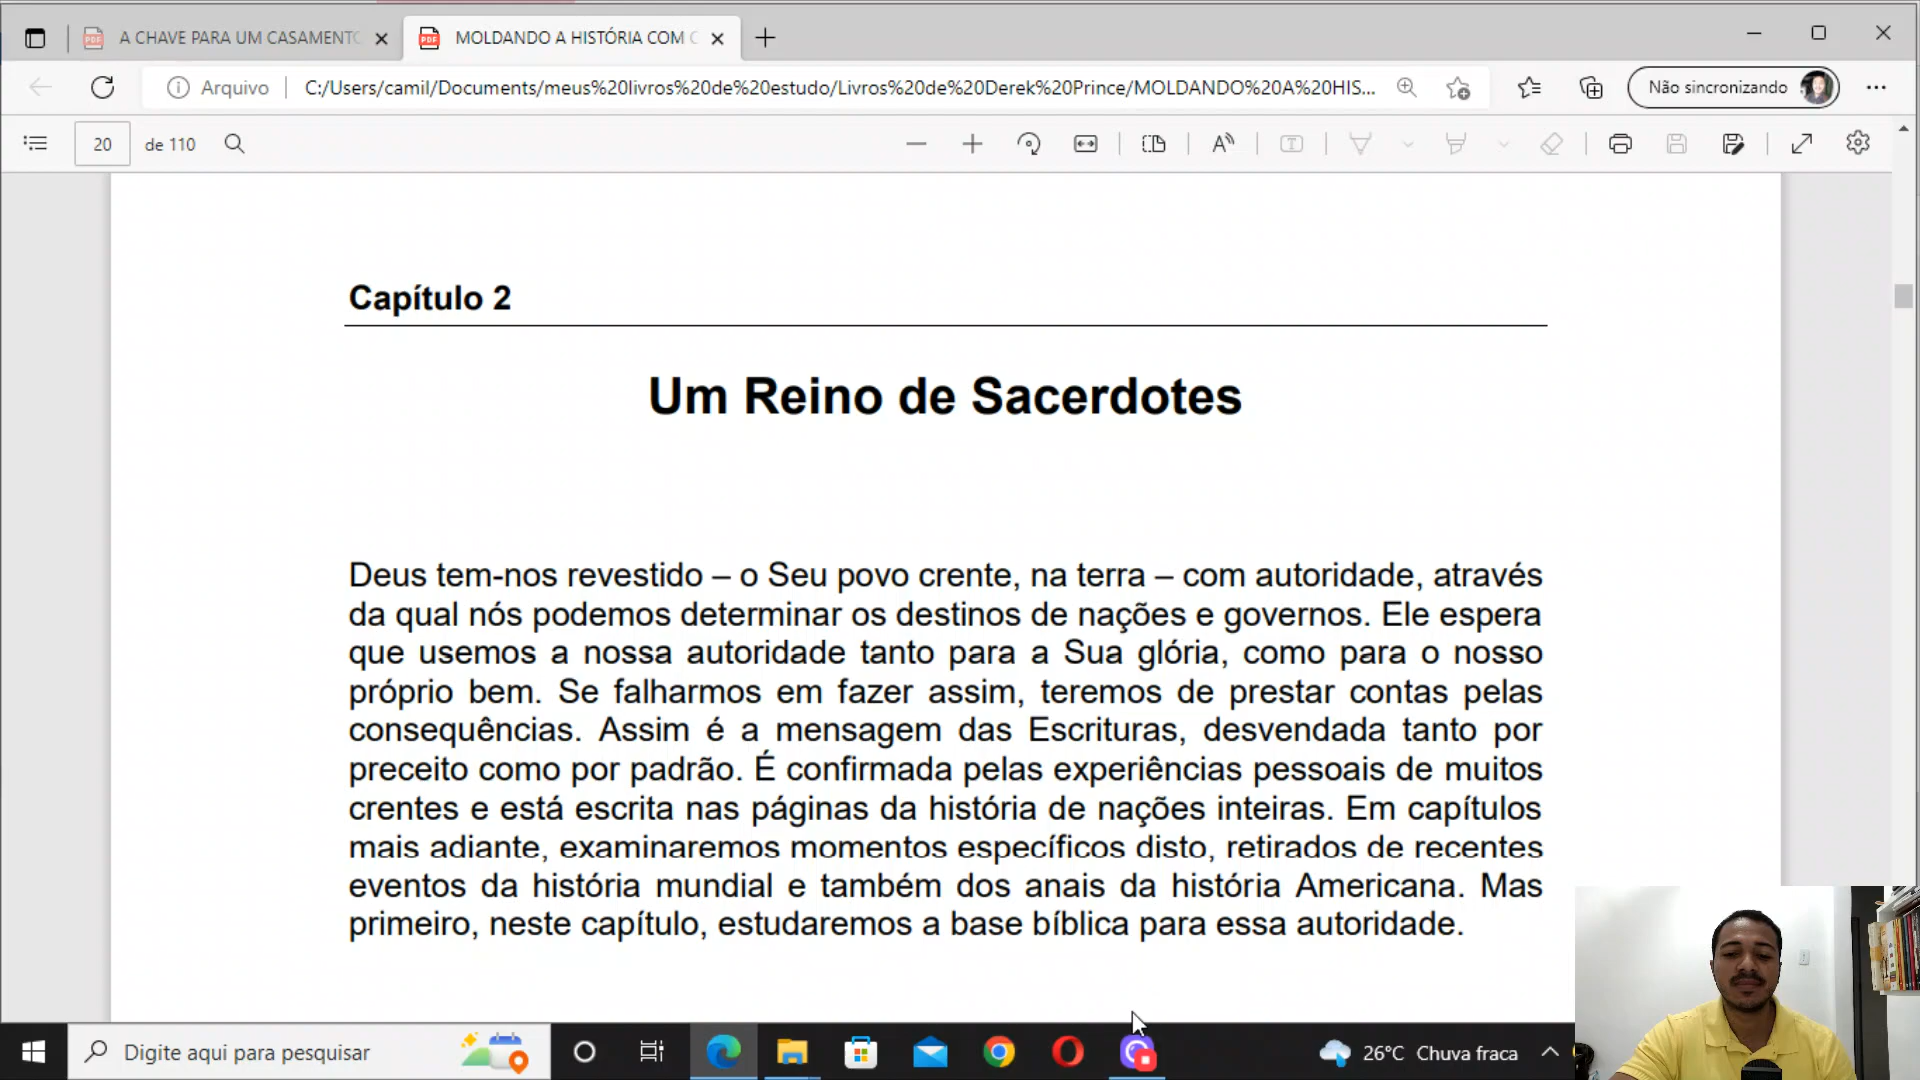 A CHAVE PARA UM CASAMENTO
MOLDANDO A HISTÓRIA COM
Arquivo
C:/Users/camil/Documents/meus%20livros%20de%20estudo/Livros%20de%20Derek%20Prince/MOLDANDO%20A%20HIS...
Não sincronizando
20 de 110
Capítulo 2
Um Reino de Sacerdotes
Deus tem-nos revestido – o Seu povo crente, na terra – com autoridade, através
da qual nós podemos determinar os destinos de nações e governos. Ele espera
que usemos a nossa autoridade tanto para a Sua glória, como para o nosso
próprio bem. Se falharmos em fazer assim, teremos de prestar contas pelas
consequências. Assim é a mensagem das Escrituras, desvendada tanto por
preceito como por padrão. É confirmada pelas experiências pessoais de muitos
crentes e está escrita nas páginas da história de nações inteiras. Em capítulos
mais adiante, examinaremos momentos específicos disto, retirados de recentes
eventos da história mundial e também dos anais da história Americana. Mas
primeiro, neste capítulo, estudaremos a base bíblica para essa autoridade.
Digite aqui para pesquisar
26°C Chuva fraca